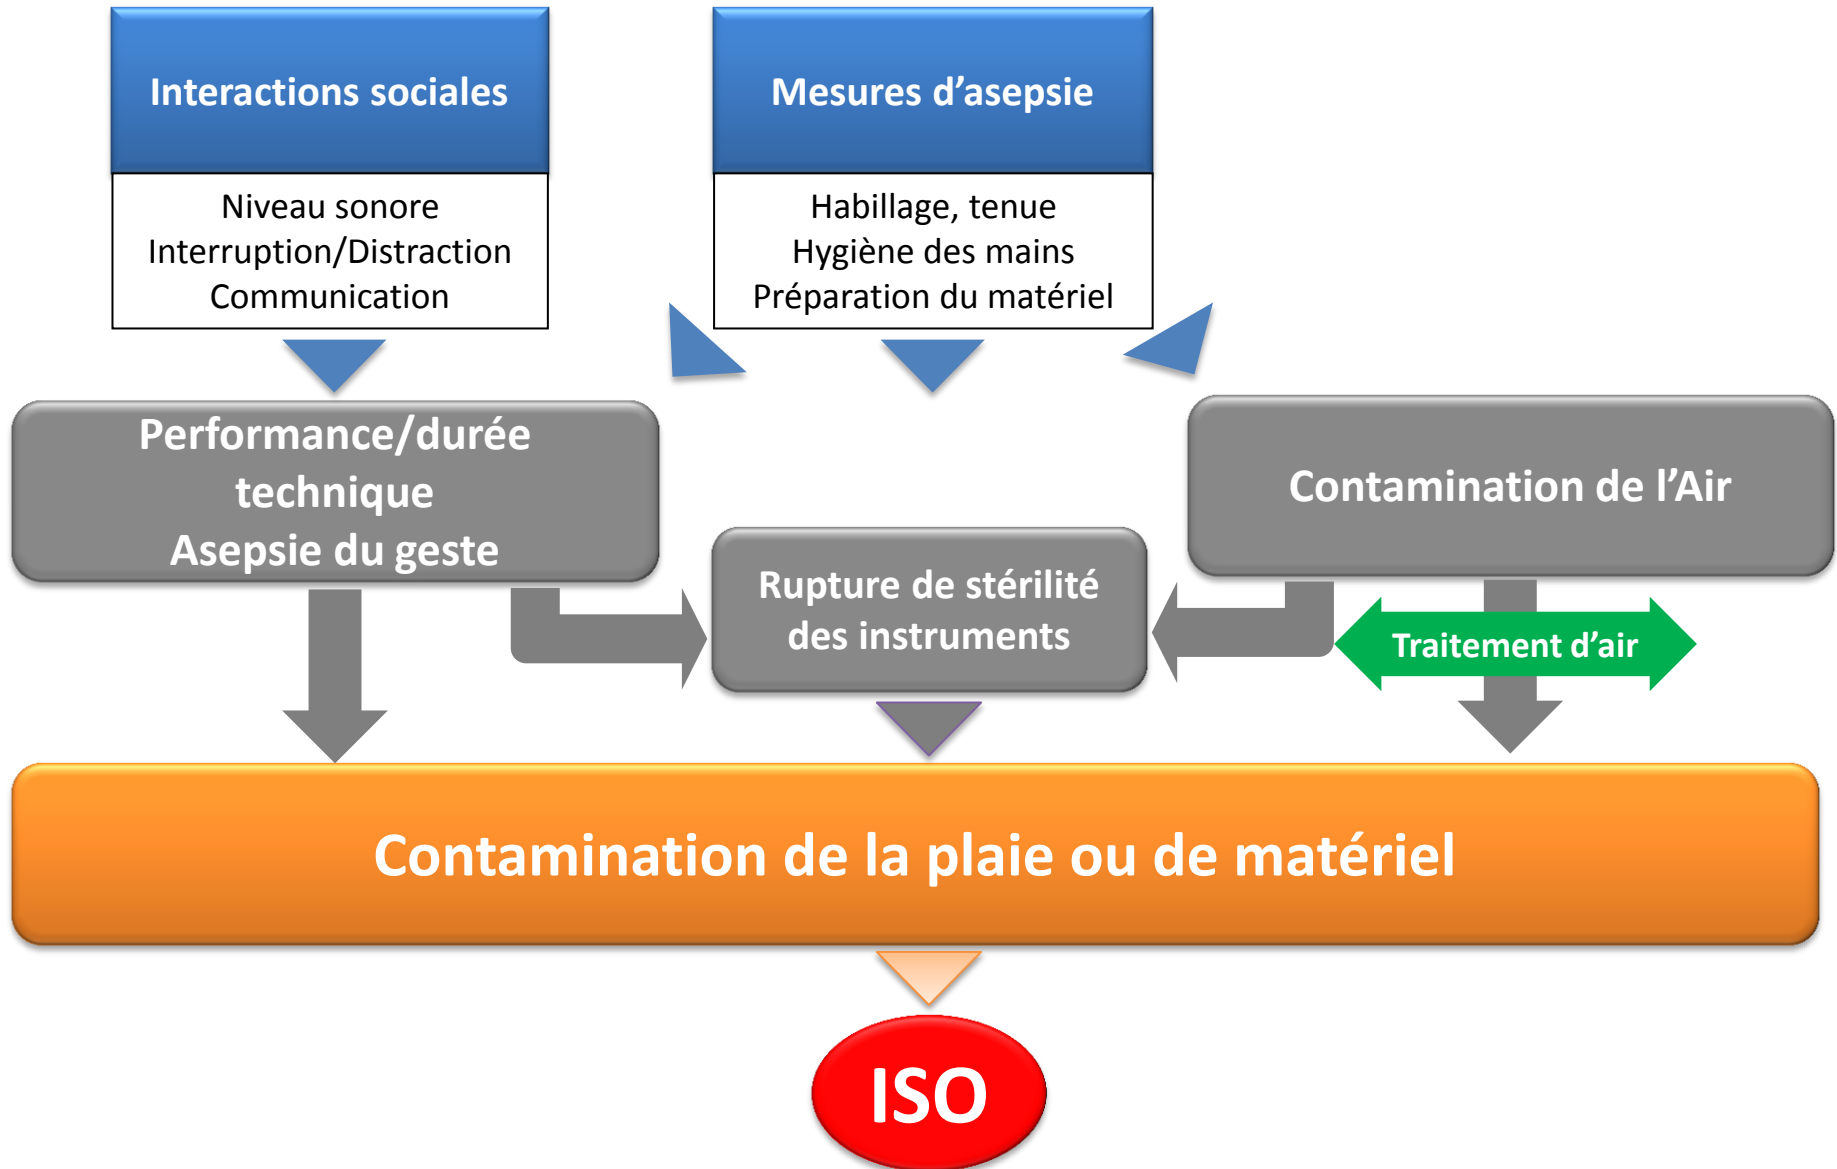 Interactions sociales
Niveau sonore
Interruption/Distraction
Communication
Mesures d’asepsie
Habillage, tenue
Hygiène des mains
Préparation du matériel
Performance/durée
technique
Asepsie du geste
Rupture de stérilité
des instruments
Contamination de l’Air
Traitement d’air
Contamination de la plaie ou de matériel
ISO